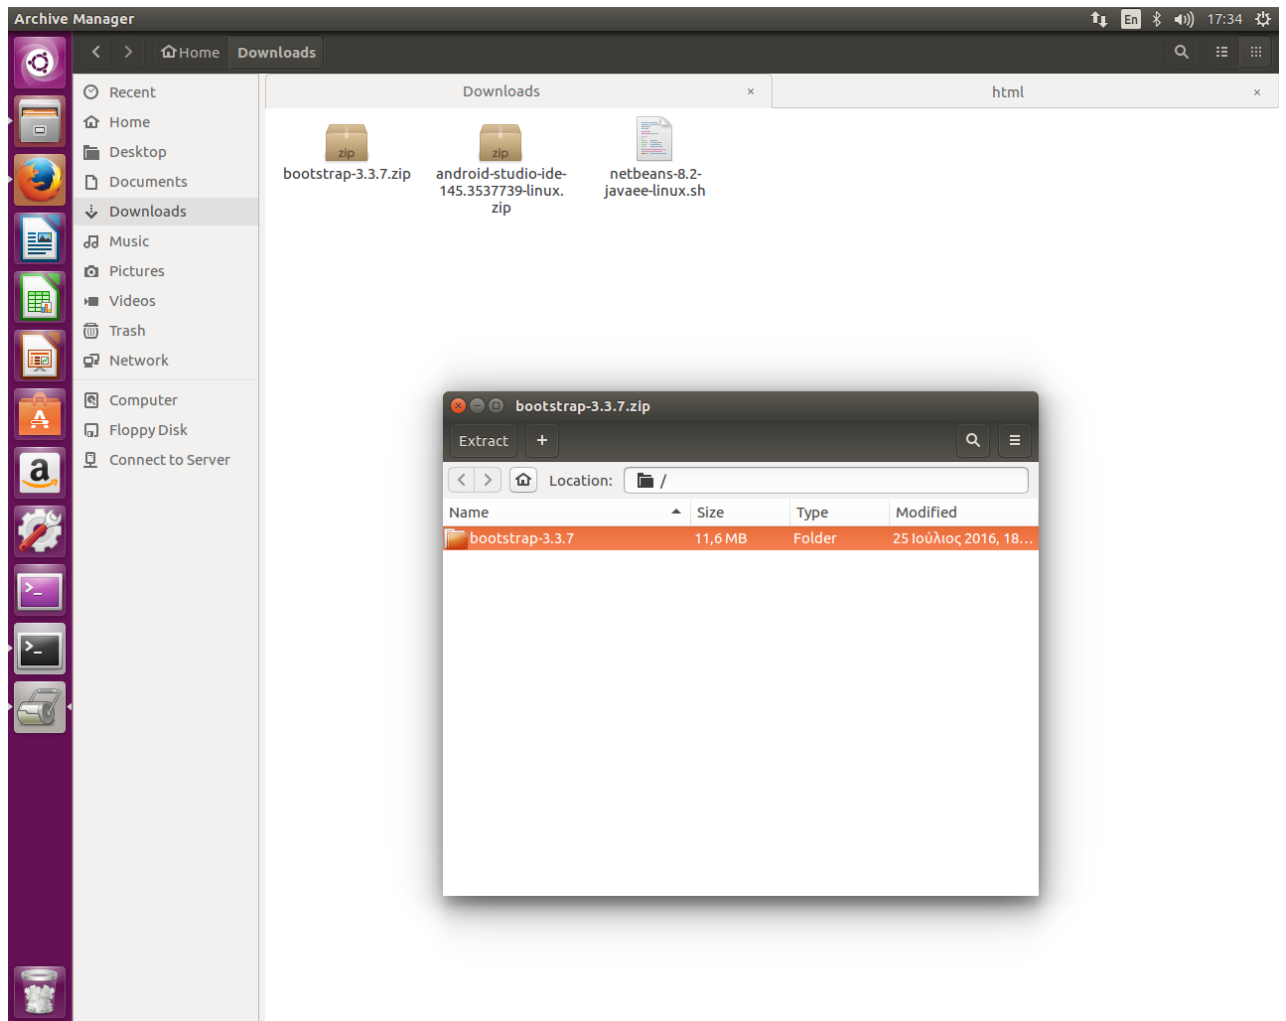 Archive Manager
En
17:34
Home
Downloads
Recent
Home
Desktop
Documents
Downloads
Music
Pictures
Videos
Trash
Network
Computer
Floppy Disk
Connect to Server
Downloads
html
zip
bootstrap-3.3.7.zip
zip
android-studio-ide-
145.3537739-linux.
zip
netbeans-8.2-
javaee-linux.sh
bootstrap-3.3.7.zip
Extract
Location: /
Name Size Type Modified
bootstrap-3.3.7 11,6 MB Folder 25 Ιούλιος 2016, 18...